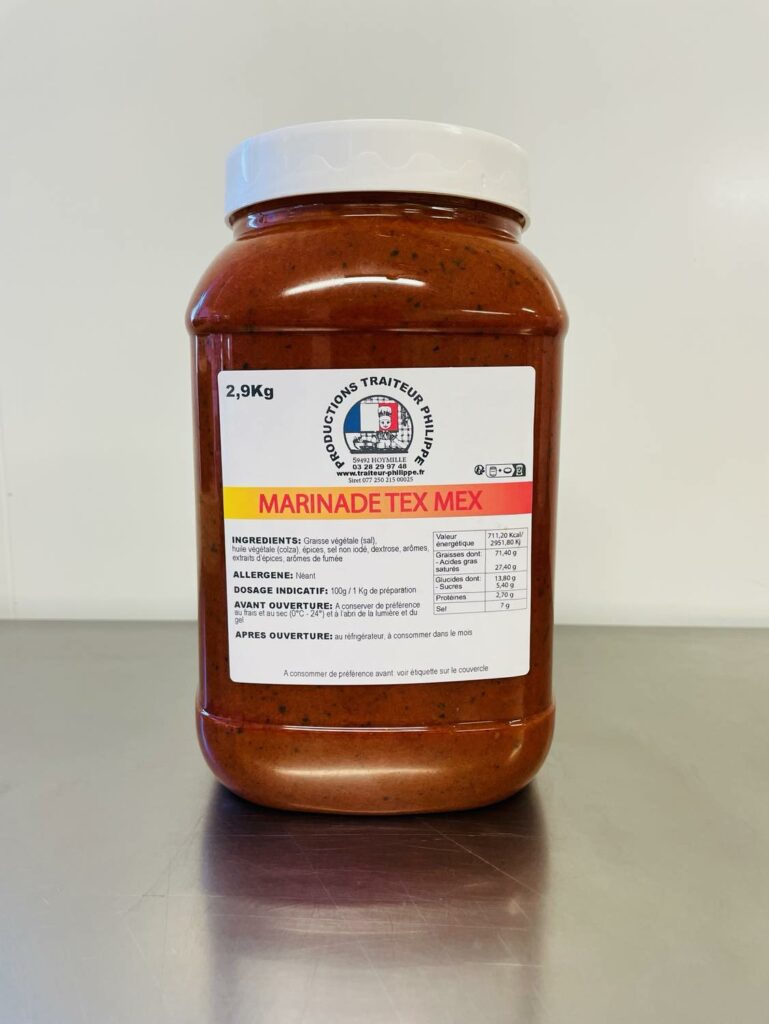 2,9Kg
PRODUCTIONS TRAITEUR PHILIPPE
59492 HOYMILLE
03 28 29 97 48
www.traiteur-philippe.fr
Siret 077 250 215 00025
MARINADE TEX MEX
INGREDIENTS: Graisse végétale (sal),
huile végétale (colza), épices, sel non iodé, dextrose, arômes,
extraits d'épices, arômes de fumée
ALLERGENE: Néant
DOSAGE INDICATIF: 100g / 1 Kg de préparation
AVANT OUVERTURE: A conserver de préférence
au frais et au sec (0°C - 24°) et à l'abri de la lumière et du
gel
APRES OUVERTURE: au réfrigérateur, à consommer dans le mois
Valeur 711,20 Kcal/
énergétique 2951,80 Kj
Graisses dont: 71,40 g
- Acides gras
saturés 27,40 g
Glucides dont: 13,80 g
- Sucres 5,40 g
Protéines 2,70 g
Sel 7 g
A consommer de préférence avant: voir étiquette sur le couvercle